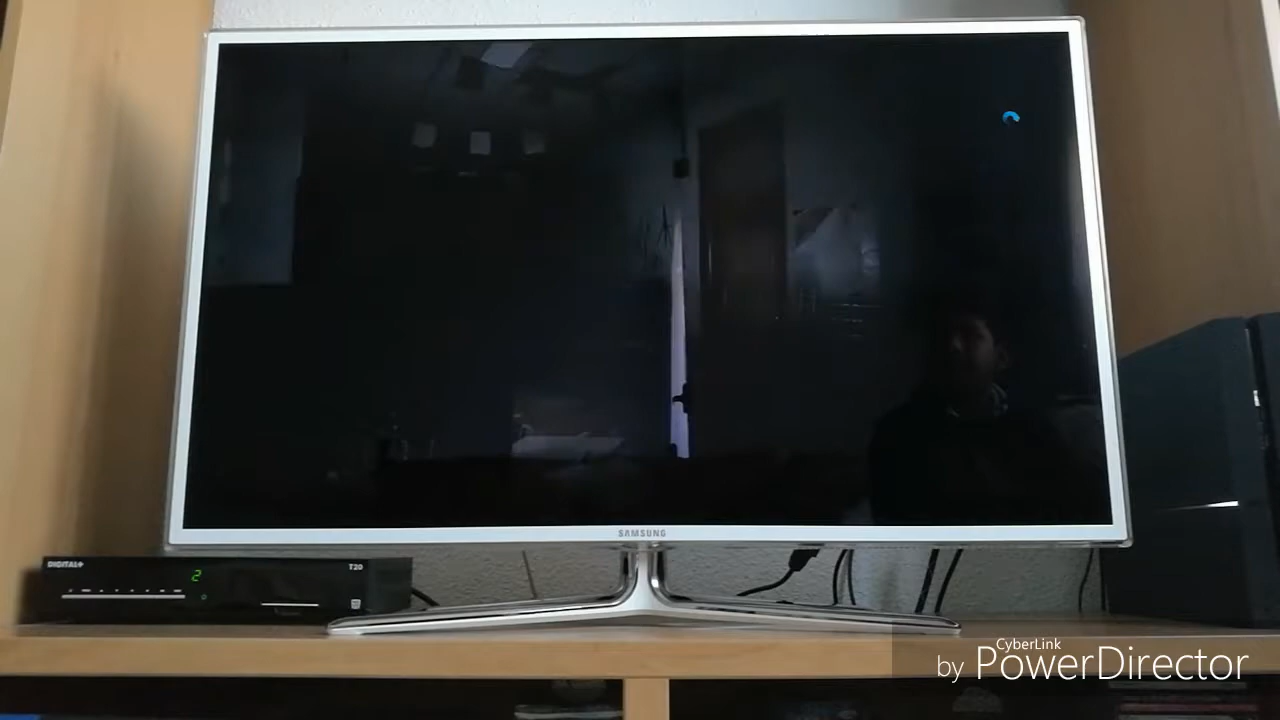 SAMSUNG
DIGITAL+
2
T20
CyberLink
by PowerDirector